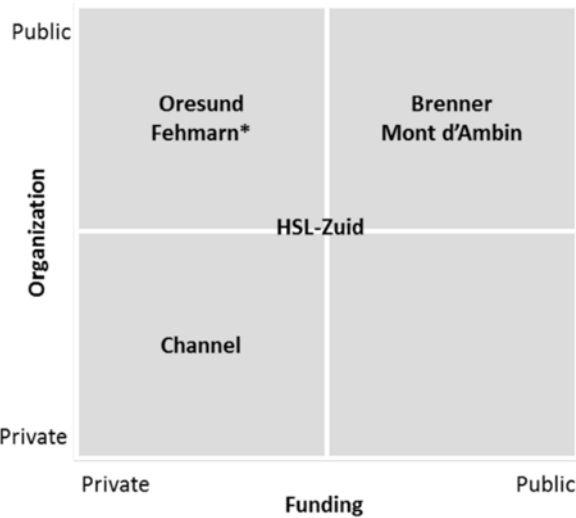 Public
Oresund
Fehmarn*
Brenner
Mont d’Ambin
Organization
HSL-Zuid
Channel
Private
Private
Public
Funding